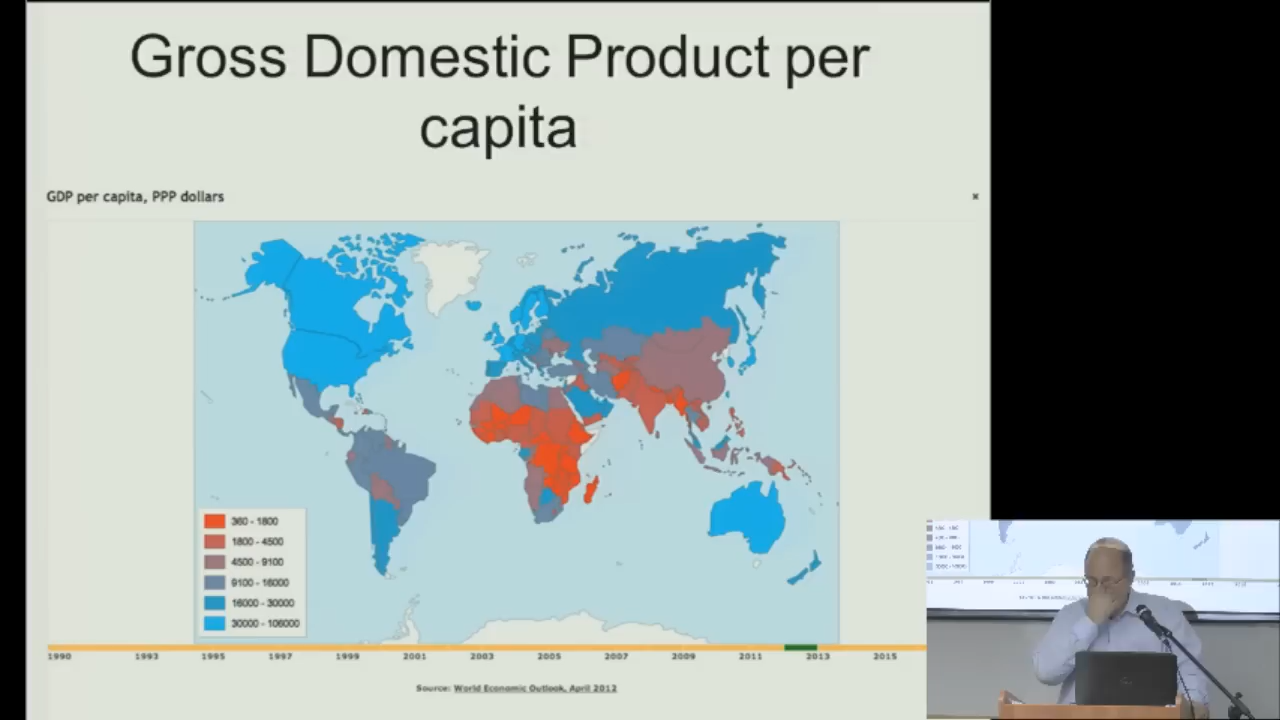 Gross Domestic Product per
capita
GDP per capita, PPP dollars
360 - 1800
1800 - 4500
4500 - 9100
9100 - 16000
16000 - 30000
30000 - 106000
1990 1993 1995 1997 1999 2001 2003 2005 2007 2009 2011 2013 2015
Source: World Economic Outlook, April 2012